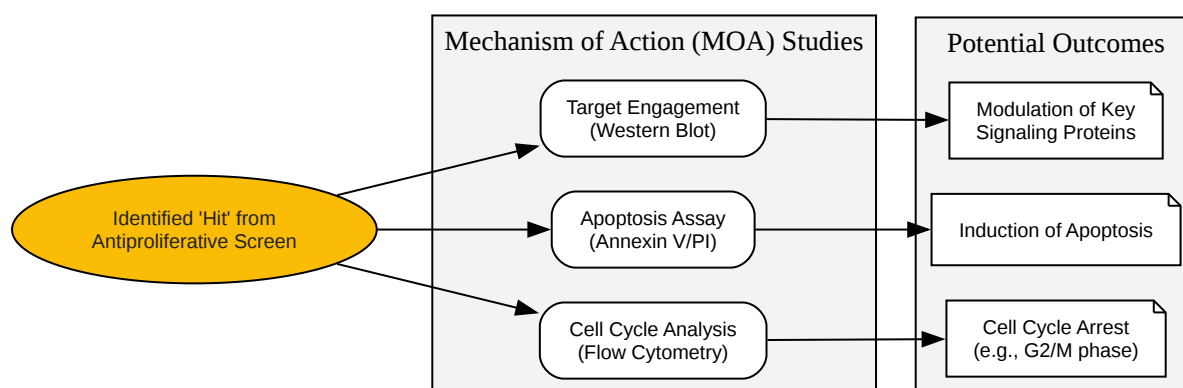 Mechanism of Action (MOA) Studies
Potential Outcomes
Target Engagement
(Western Blot)
Modulation of Key
Signaling Proteins
Identified 'Hit' from
Antiproliferative Screen
Apoptosis Assay
(Annexin V/PI)
Induction of Apoptosis
Cell Cycle Analysis
(Flow Cytometry)
Cell Cycle Arrest
(e.g., G2/M phase)